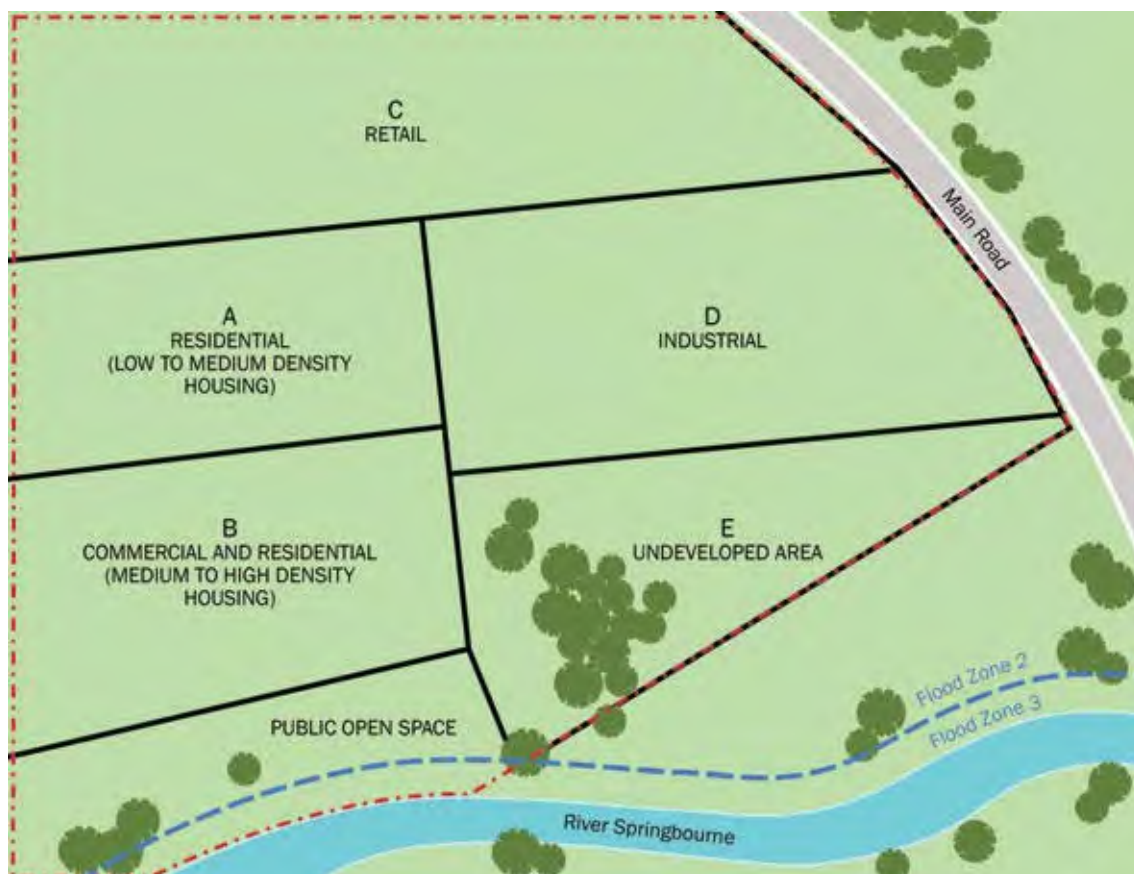 C
RETAIL
Main Road
A
RESIDENTIAL
(LOW TO MEDIUM DENSITY
HOUSING)
D
INDUSTRIAL
B
COMMERCIAL AND RESIDENTIAL
(MEDIUM TO HIGH DENSITY
HOUSING)
E
UNDEVELOPED AREA
PUBLIC OPEN SPACE
Flood Zone 2
Flood Zone 3
River Springbourne